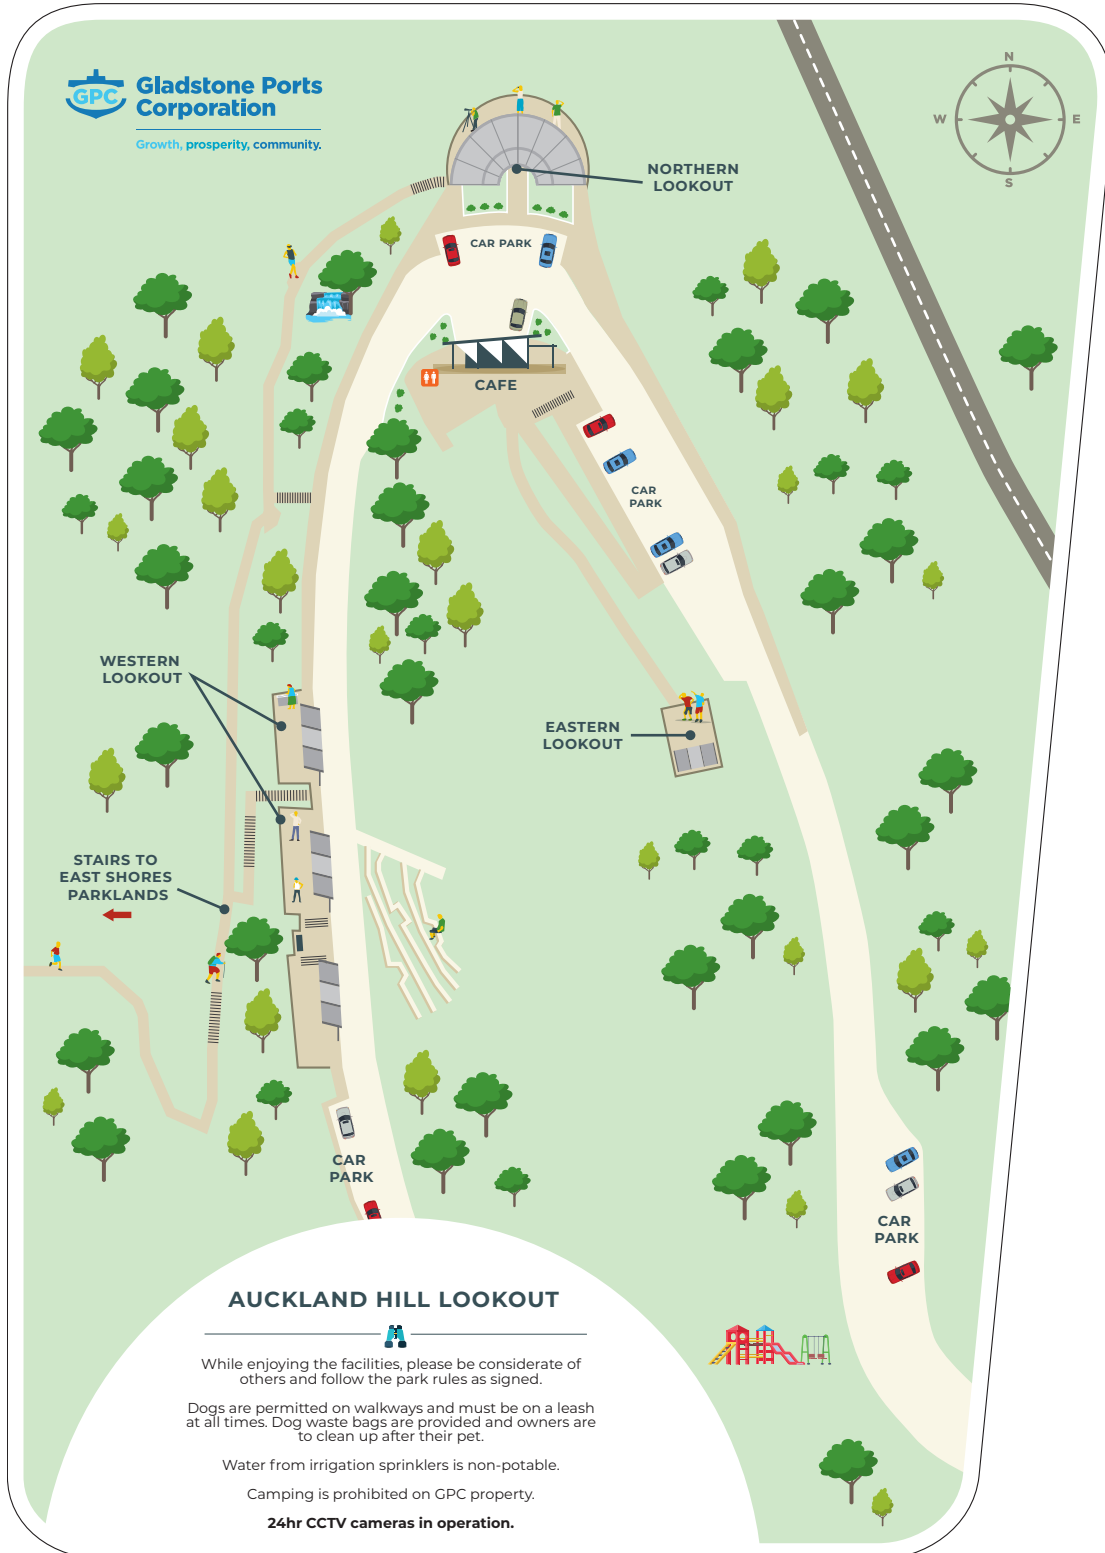 GPC
Gladstone Ports
Corporation
Growth, prosperity, community.
N
W
E
S
NORTHERN
LOOKOUT
CAR PARK
CAFE
CAR
PARK
WESTERN
LOOKOUT
EASTERN
LOOKOUT
STAIRS TO
EAST SHORES
PARKLANDS
CAR
PARK
CAR
PARK
AUCKLAND HILL LOOKOUT
While enjoying the facilities, please be considerate of
others and follow the park rules as signed.
Dogs are permitted on walkways and must be on a leash
at all times. Dog waste bags are provided and owners are
to clean up after their pet.
Water from irrigation sprinklers is non-potable.
Camping is prohibited on GPC property.
24hr CCTV cameras in operation.